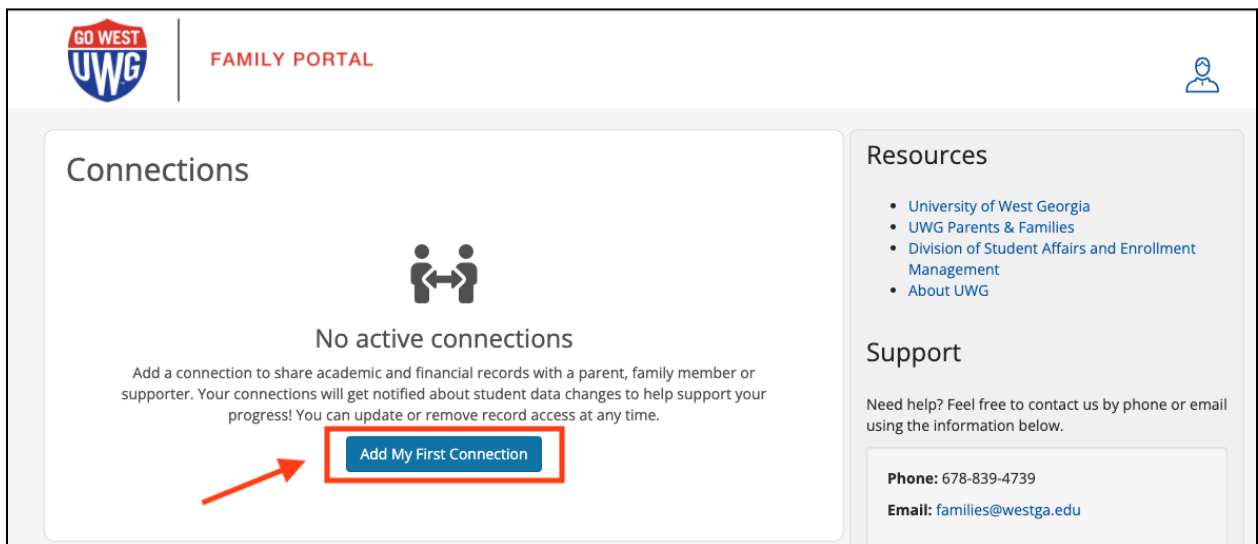 GO WEST
UWG
FAMILY PORTAL
Connections
No active connections
Add a connection to share academic and financial records with a parent, family member or
supporter. Your connections will get notified about student data changes to help support your
progress! You can update or remove record access at any time.
Add My First Connection
Resources
University of West Georgia
UWG Parents & Families
Division of Student Affairs and Enrollment
Management
About UWG
Support
Need help? Feel free to contact us by phone or email
using the information below.
Phone: 678-839-4739
Email: families@westga.edu